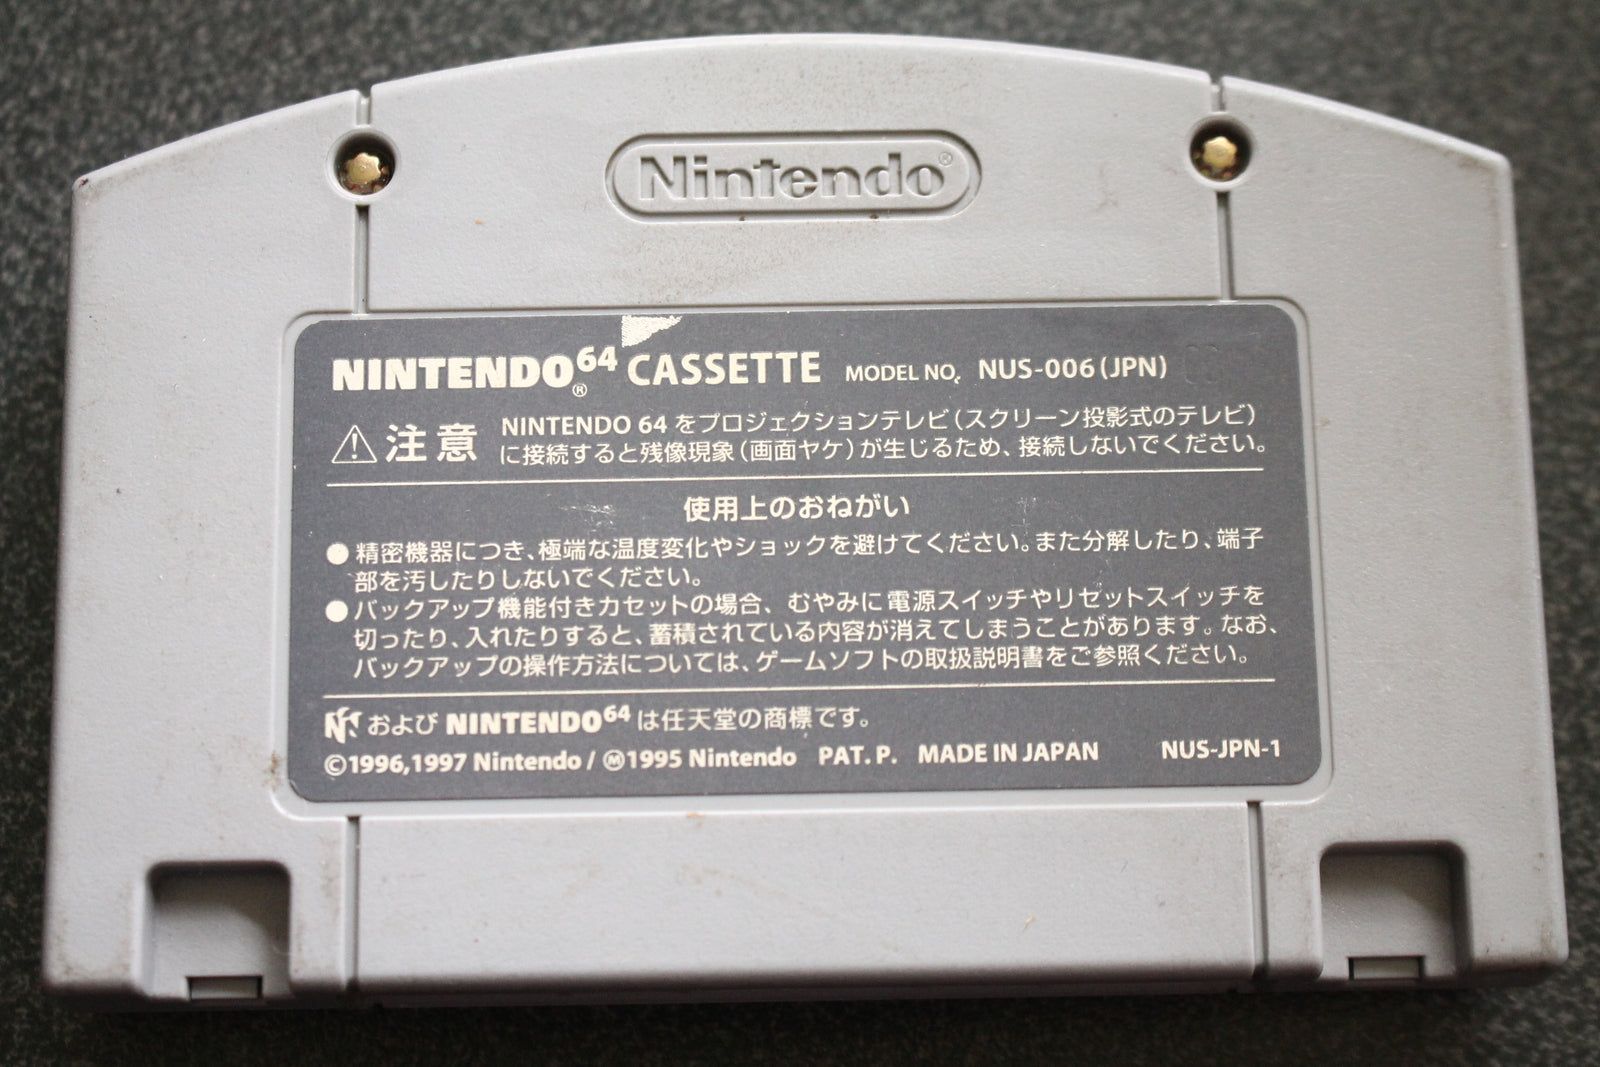 Nintendo®
NINTENDO64® CASSETTE MODEL NO. NUS-006(JPN)
⚠注意 NINTENDO 64 をプロジェクションテレビ(スクリーン投影式のテレビ)
に接続すると残像現象(画面ヤケ)が生じるため、接続しないでください。
使用上のおねがい
●精密機器につき、極端な温度変化やショックを避けてください。また分解したり、端子
部を汚したりしないでください。
●バックアップ機能付きカセットの場合、むやみに電源スイッチやリセットスイッチを
切ったり、入れたりすると、蓄積されている内容が消えてしまうことがあります。なお、
バックアップの操作方法については、ゲームソフトの取扱説明書をご参照ください。
および NINTENDO64 は任天堂の商標です。
©1996,1997 Nintendo / Ⓜ1995 Nintendo PAT. P. MADE IN JAPAN NUS-JPN-1